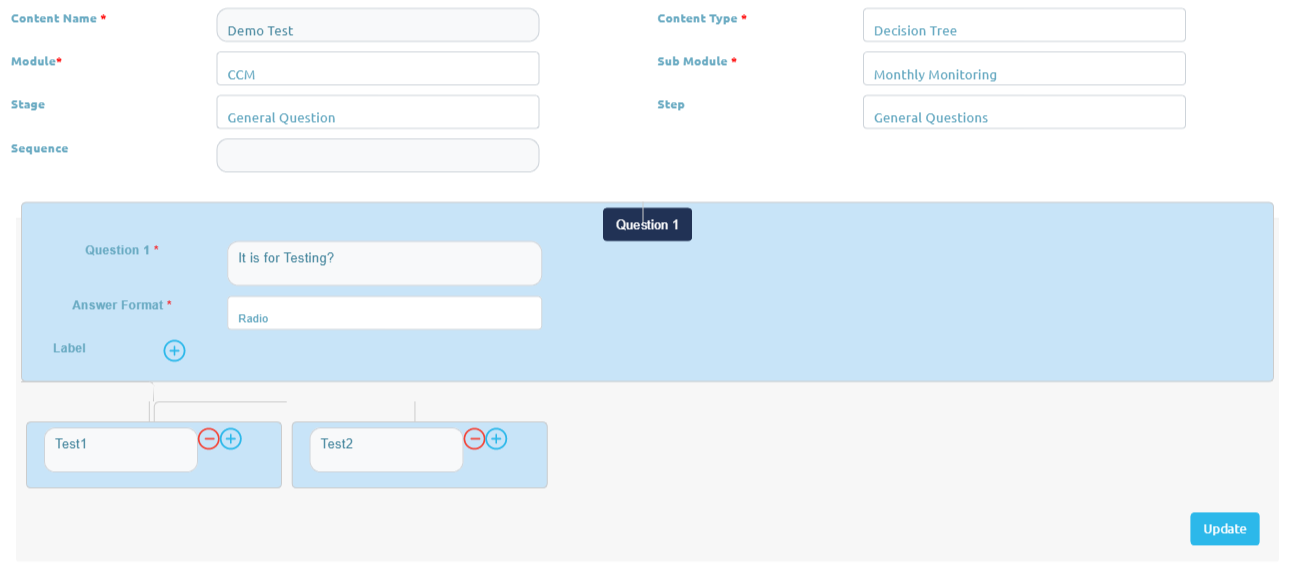 Content Name *
Demo Test
Content Type *
Decision Tree
Module*
CCM
Sub Module *
Monthly Monitoring
Stage
General Question
Step
General Questions
Sequence
Question 1
Question 1 *
It is for Testing?
Answer Format *
Radio
Label
Test1
Test2
Update